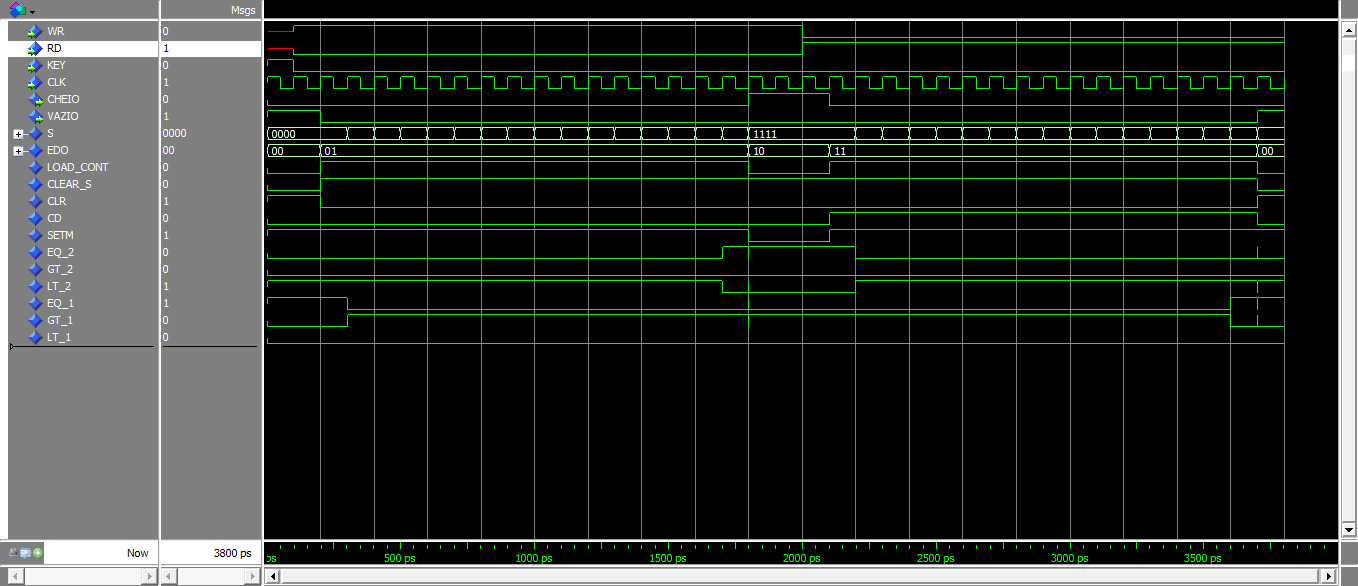 Msgs
WR 0
RD 1
KEY 0
CLK 1
CHEIO 0
VAZIO 1
S 0000 0000 1111
EDO 00 00 01 10 11 00
LOAD_CONT 0
CLEAR_S 0
CLR 1
CD 0
SETM 1
EQ_2 0
GT_2 0
LT_2 1
EQ_1 1
GT_1 0
LT_1 0
Now 3800 ps ps 500 ps 1000 ps 1500 ps 2000 ps 2500 ps 3000 ps 3500 ps